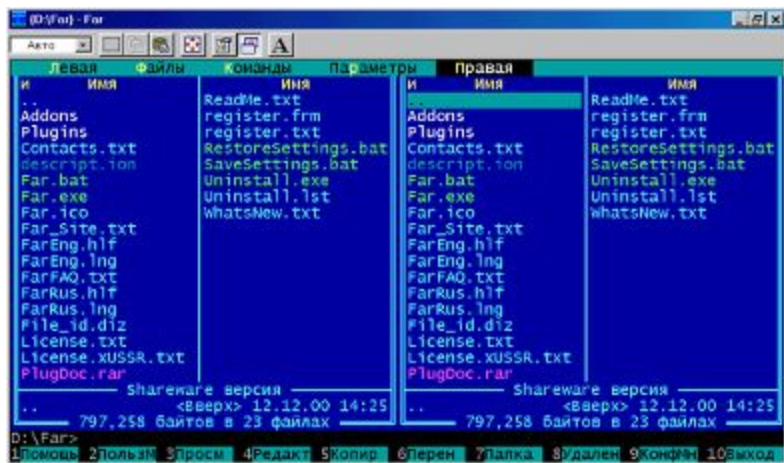 {D:\Far} - Far
Авто
A
Левая Файлы Команды Параметры Правая
и Имя Имя и Имя Имя
.. ReadMe.txt .. ReadMe.txt
Addons register.frm Addons register.frm
Plugins register.txt Plugins register.txt
Contacts.txt RestoreSettings.bat Contacts.txt RestoreSettings.bat
descript.ion SaveSettings.bat descript.ion SaveSettings.bat
Far.bat Uninstall.exe Far.bat Uninstall.exe
Far.exe Uninstall.lst Far.exe Uninstall.lst
Far.ico WhatsNew.txt Far.ico WhatsNew.txt
Far_Site.txt Far_Site.txt
FarEng.hlf FarEng.hlf
FarEng.lng FarEng.lng
FarFAQ.txt FarFAQ.txt
FarRus.hlf FarRus.hlf
FarRus.lng FarRus.lng
File_id.diz File_id.diz
License.txt License.txt
License.xUSSR.txt License.xUSSR.txt
PlugDoc.rar PlugDoc.rar
Shareware версия Shareware версия
.. <Вверх> 12.12.00 14:25 .. <Вверх> 12.12.00 14:25
797,258 байтов в 23 файлах 797,258 байтов в 23 файлах
D:\Far>
1Помощь 2ПользМ 3Просм 4Редакт 5Копир 6Перен 7Папка 8Удален 9КонфМн 10Выход